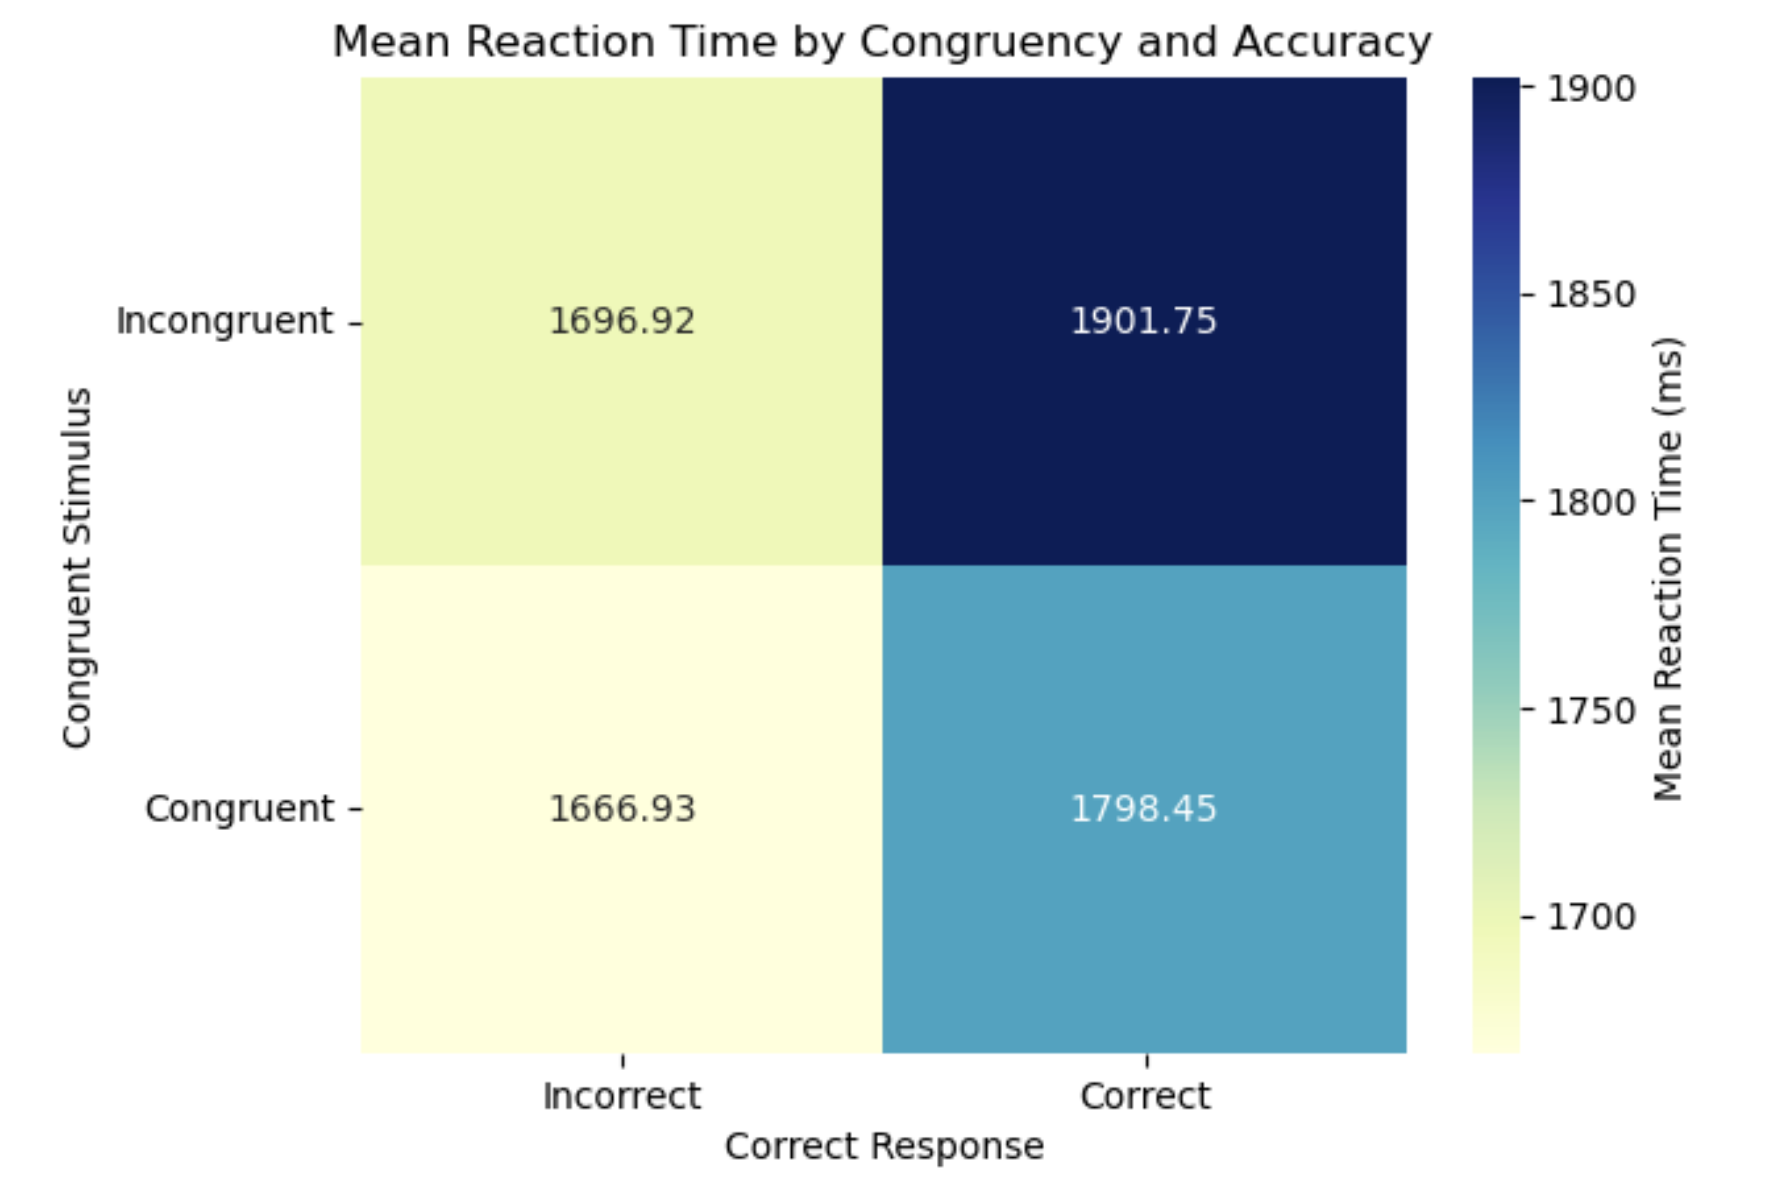 Mean Reaction Time by Congruency and Accuracy
Congruent Stimulus
Incongruent
Congruent
1696.92
1901.75
1666.93
1798.45
Incorrect
Correct
Correct Response
1900
1850
1800
1750
1700
Mean Reaction Time (ms)